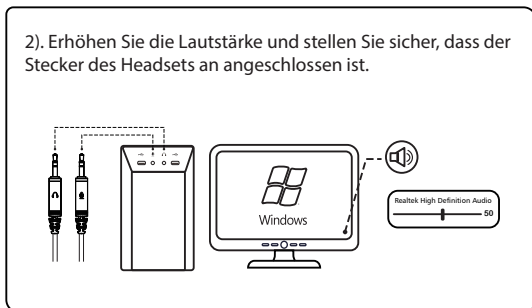 2). Erhöhen Sie die Lautstärke und stellen Sie sicher, dass der
Stecker des Headsets an angeschlossen ist.
Windows
Realtek High Definition Audio
50